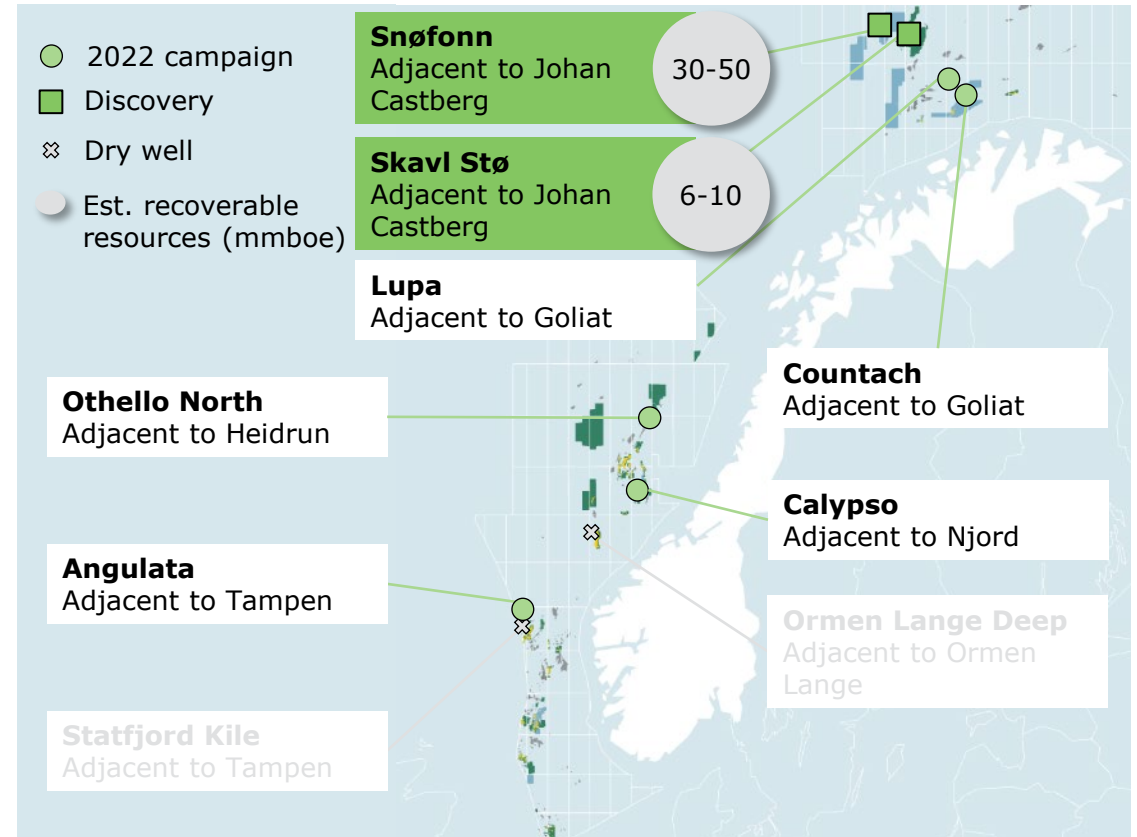 2022 campaign
Discovery
Dry well
Est. recoverable
resources (mmboe)
Snøfonn
Adjacent to Johan
Castberg
30-50
Skavl Stø
Adjacent to Johan
Castberg
6-10
Lupa
Adjacent to Goliat
Countach
Adjacent to Goliat
Othello North
Adjacent to Heidrun
Calypso
Adjacent to Njord
Angulata
Adjacent to Tampen
Ormen Lange Deep
Adjacent to Ormen
Lange
Statfjord Kile
Adjacent to Tampen